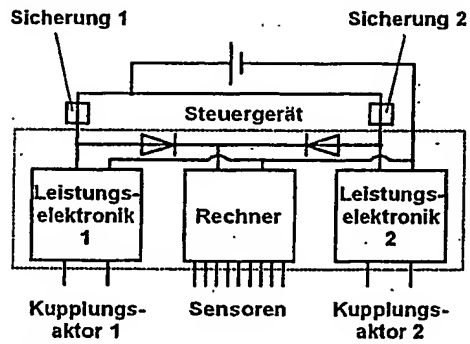 Sicherung 1
Sicherung 2
Steuergerät
Leistungs-
elektronik
1
Rechner
Leistungs-
elektronik
2
Kupplungs-
aktor 1
Sensoren
Kupplungs-
aktor 2